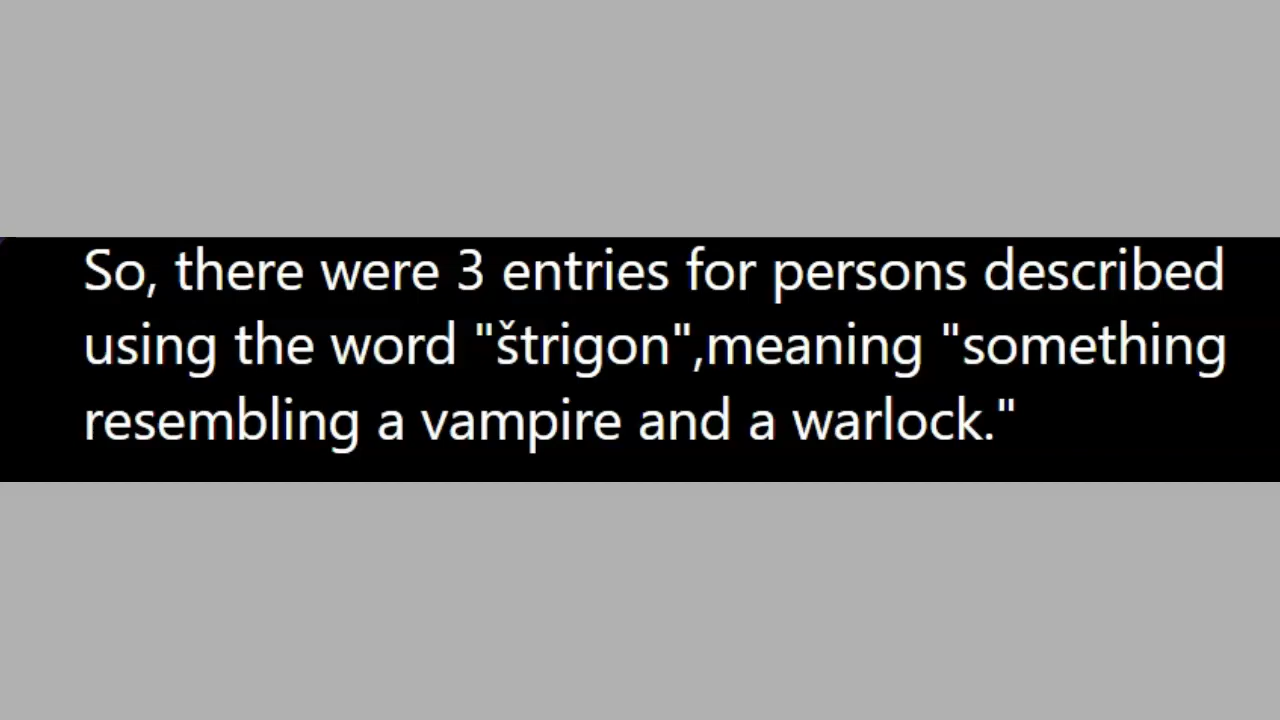 So, there were 3 entries for persons described
using the word "štrigon",meaning "something
resembling a vampire and a warlock."